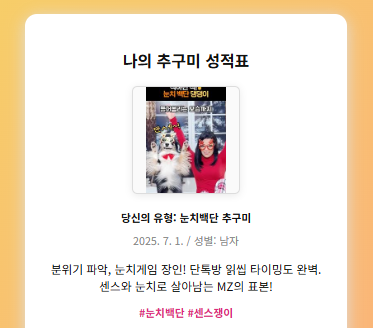 나의 추구미 성적표
눈치 백단 댕댕이
당신의 유형: 눈치백단 추구미
2025. 7. 1. / 성별: 남자
분위기 파악, 눈치게임 장인! 단톡방 읽씹 타이밍도 완벽.
센스와 눈치로 살아남는 MZ의 표본!
#눈치백단 #센스쟁이